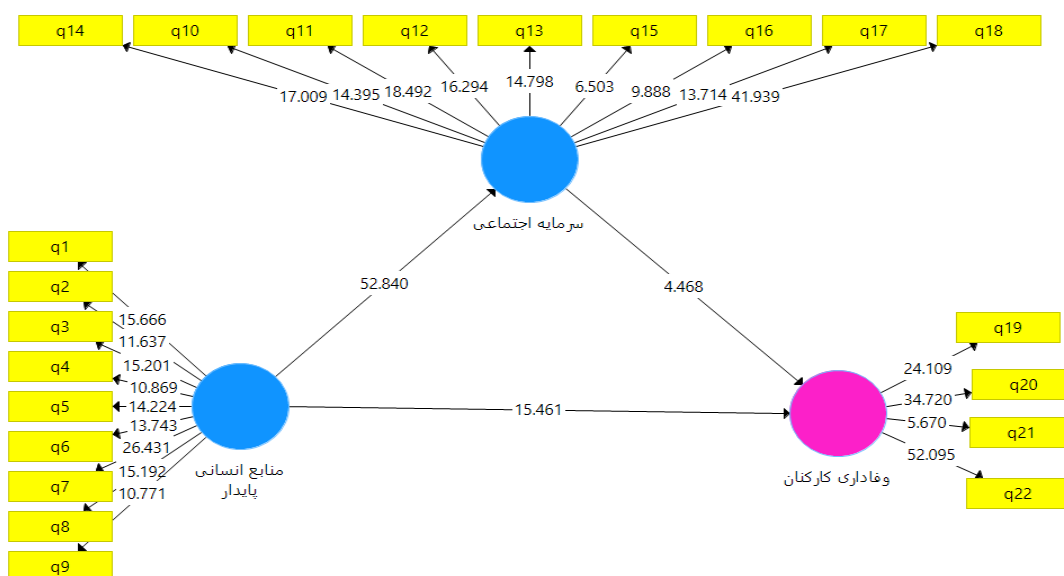 q14 q10 q11 q12 q13 q15 q16 q17 q18
17.009 14.395 18.492 16.294 14.798 6.503 9.888 13.714 41.939
سرمایه اجتماعی
52.840
4.468
q1
q2
q3
q4
q5
q6
q7
q8
q9
15.666
11.637
15.201
10.869
14.224
13.743
26.431
15.192
10.771
منابع انسانی
پایدار
15.461
q19
q20
q21
q22
24.109
34.720
5.670
52.095
وفاداری کارکنان